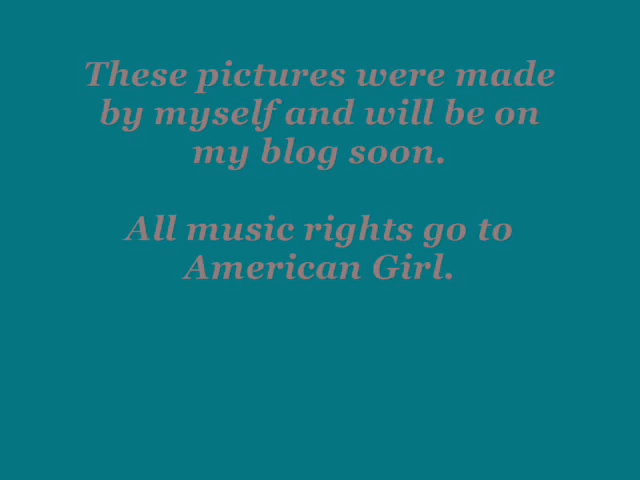 These pictures were made
by myself and will be on
my blog soon.
All music rights go to
American Girl.